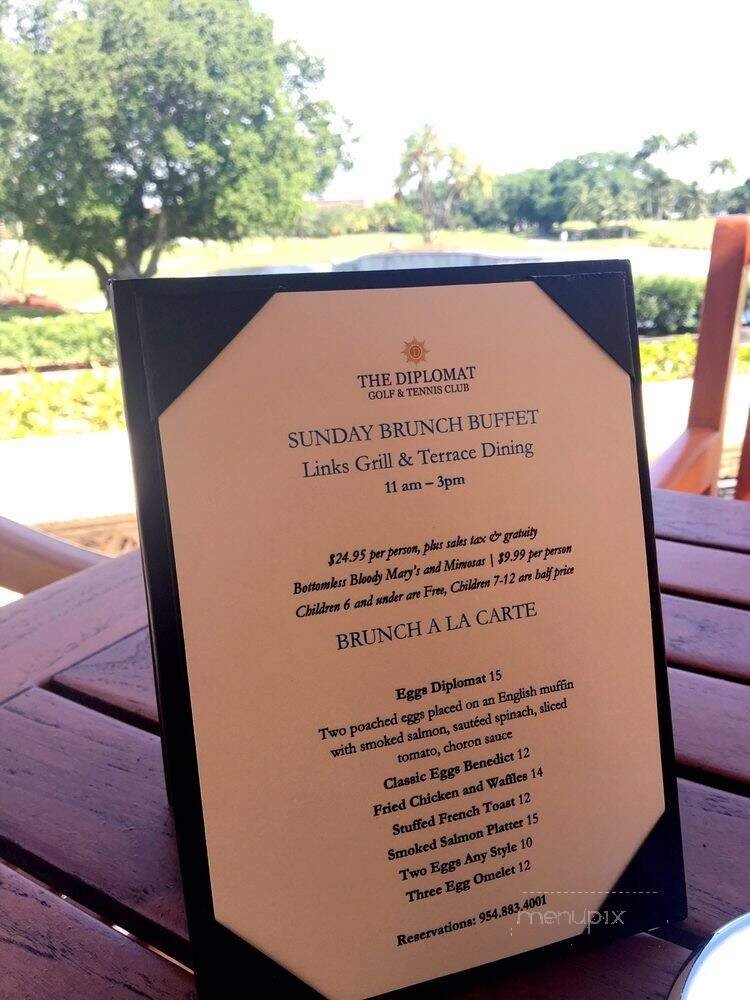 THE DIPLOMAT
GOLF & TENNIS CLUB
SUNDAY BRUNCH BUFFET
Links Grill & Terrace Dining
11 am – 3pm
$24.95 per person, plus sales tax & gratuity
Bottomless Bloody Mary's and Mimosas | $9.99 per person
Children 6 and under are Free, Children 7-12 are half price
BRUNCH A LA CARTE
Eggs Diplomat 15
Two poached eggs placed on an English muffin
with smoked salmon, sautéed spinach, sliced
tomato, choron sauce
Classic Eggs Benedict 12
Fried Chicken and Waffles 14
Stuffed French Toast 12
Smoked Salmon Platter 15
Two Eggs Any Style 10
Three Egg Omelet 12
Reservations: 954.883.4001
menupix